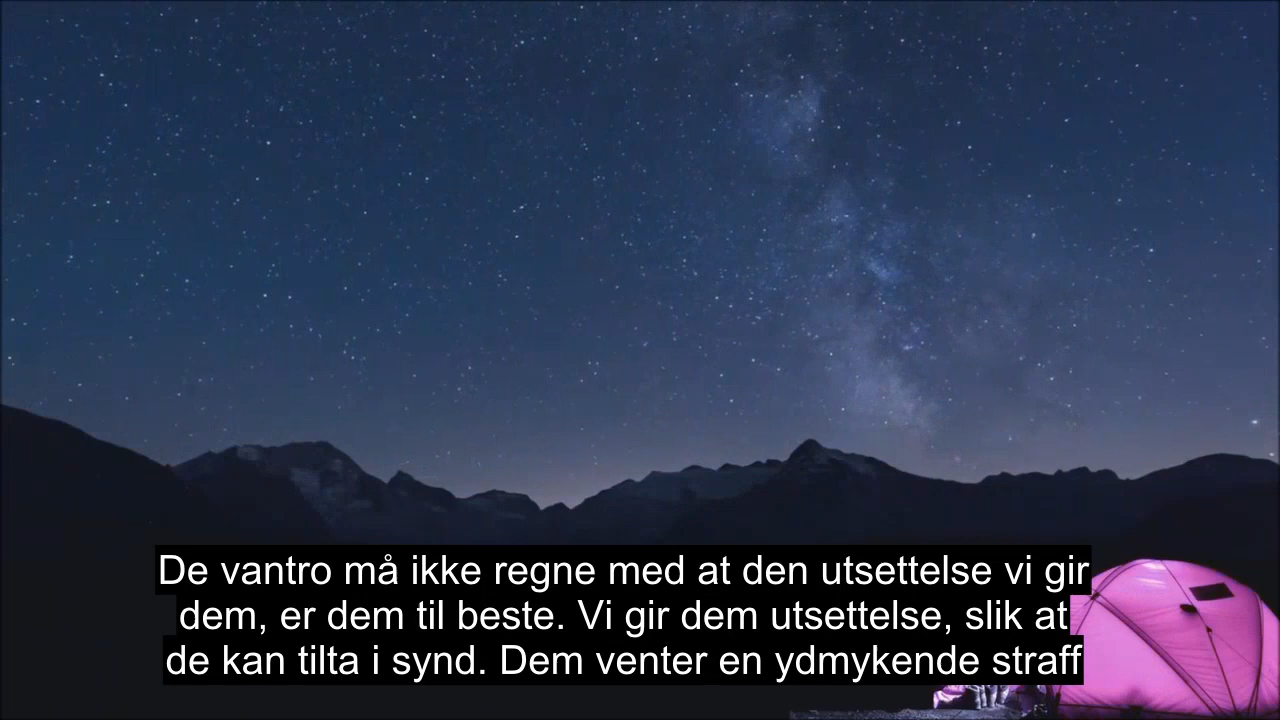 De vantro må ikke regne med at den utsettelse vi gir
dem, er dem til beste. Vi gir dem utsettelse, slik at
de kan tilta i synd. Dem venter en ydmykende straff